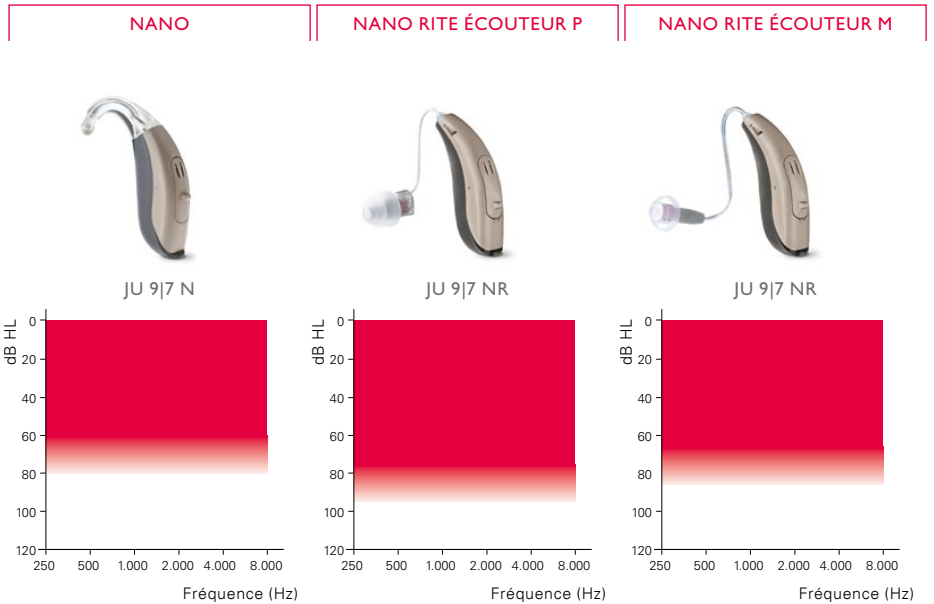 NANO
NANO RITE ÉCOUTEUR P
NANO RITE ÉCOUTEUR M
JU 9|7 N
JU 9|7 NR
JU 9|7 NR
dB HL
0
20
40
60
80
100
120
250 500 1.000 2.000 4.000 8.000
Fréquence (Hz)
dB HL
0
20
40
60
80
100
120
250 500 1.000 2.000 4.000 8.000
Fréquence (Hz)
dB HL
0
20
40
60
80
100
120
250 500 1.000 2.000 4.000 8.000
Fréquence (Hz)